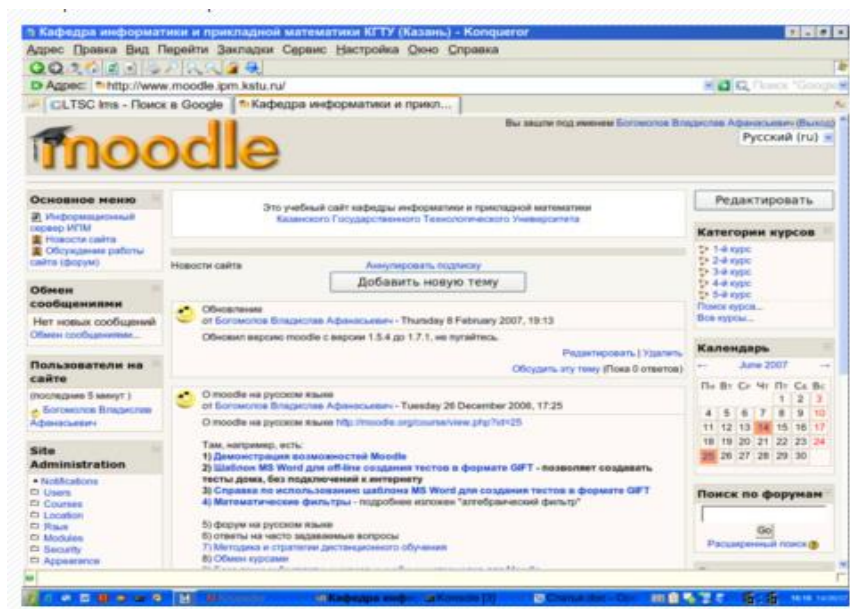 Кафедра информатики и прикладной математики КГТУ (Казань) - Konqueror
Адрес Правка Вид Перейти Закладки Сервис Настройка Окно Справка
Адрес: http://www.moodle.ipm.kstu.ru/
LTSC lms - Поиск в Google
Кафедра информатики и прикл...
moodle
Вы зашли под именем Богомолов Владислав Афанасьевич (Выход)
Русский (ru)
Основное меню
Информационный
сервер ИПМ
Новости сайта
Обсуждение работы
сайта (форум)
Обмен
сообщениями
Нет новых сообщений
Обмен сообщениями...
Пользователи на
сайте
(последние 5 минут)
Богомолов Владислав
Афанасьевич
Site
Administration
Notifications
Users
Courses
Location
Язык
Modules
Security
Appearance
Это учебный сайт кафедры информатики и прикладной математики
Казанского Государственного Технологического Университета
Новости сайта
Аннулировать подписку
Добавить новую тему
Обновление
от Богомолов Владислав Афанасьевич - Thursday 8 February 2007, 19:13
Обновил версию moodle с версии 1.5.4 до 1.7.1, не пугайтесь.
Редактировать | Удалить
Обсудить эту тему (Пока 0 ответов)
О moodle на русском языке
от Богомолов Владислав Афанасьевич - Tuesday 26 December 2006, 17:25
О moodle на русском языке http://moodle.org/course/view.php?id=25
Там, например, есть:
1) Демонстрация возможностей Moodle
2) Шаблон MS Word для off-line создания тестов в формате GIFT - позволяет создавать
тесты дома, без подключений к интернету
3) Справка по использованию шаблона MS Word для создания тестов в формате GIFT
4) Математические фильтры - подробнее изложен "алгебраический фильтр"
5) форум на русском языке
6) ответы на часто задаваемые вопросы
7) Методика и стратегии дистанционного обучения
8) Обмен курсами
Редактировать
Категории курсов
1-й курс
2-й курс
3-й курс
4-й курс
5-й курс
Поиск курса...
Все курсы...
Календарь
June 2007
Пн Вт Ср Чт Пт Сб Вс
1 2 3
4 5 6 7 8 9 10
11 12 13 14 15 16 17
18 19 20 21 22 23 24
25 26 27 28 29 30
Поиск по форумам
Go
Расширенный поиск